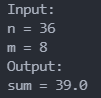 Input:
n = 36
m = 8
Output:
sum = 39.0